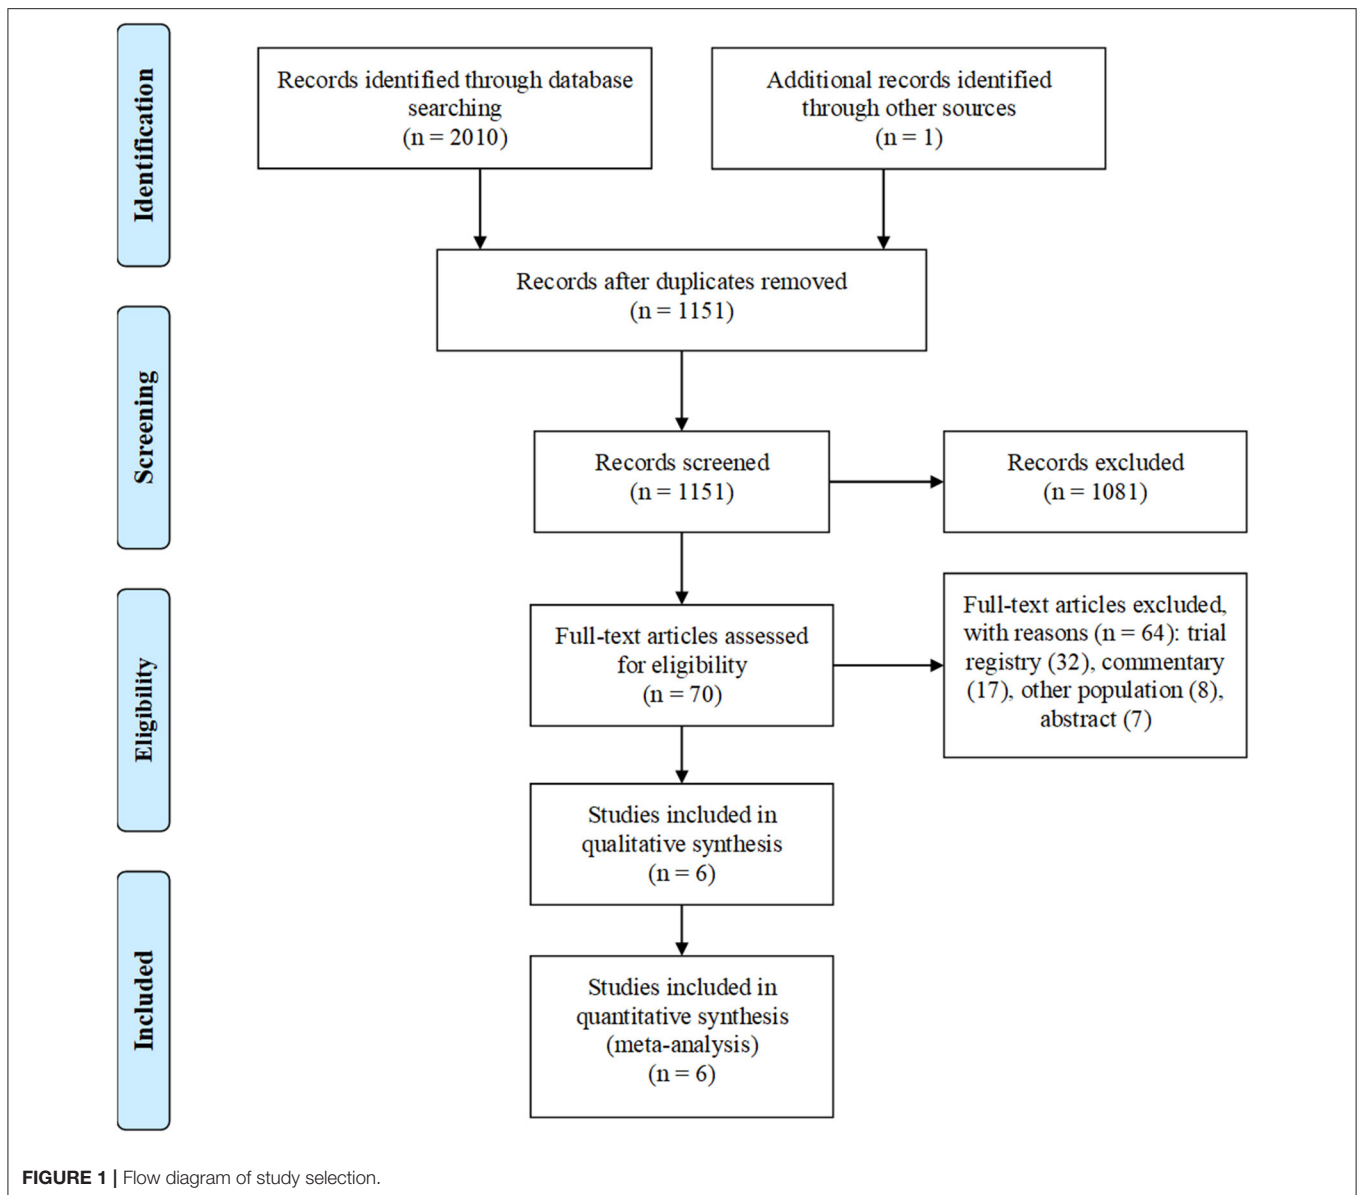 Identification
Records identified through database
searching
(n = 2010)
Additional records identified
through other sources
(n = 1)
Records after duplicates removed
(n = 1151)
Screening
Records screened
(n = 1151)
Records excluded
(n = 1081)
Eligibility
Full-text articles assessed
for eligibility
(n = 70)
Full-text articles excluded,
with reasons (n = 64): trial
registry (32), commentary
(17), other population (8),
abstract (7)
Studies included in
qualitative synthesis
(n = 6)
Included
Studies included in
quantitative synthesis
(meta-analysis)
(n = 6)
FIGURE 1 | Flow diagram of study selection.